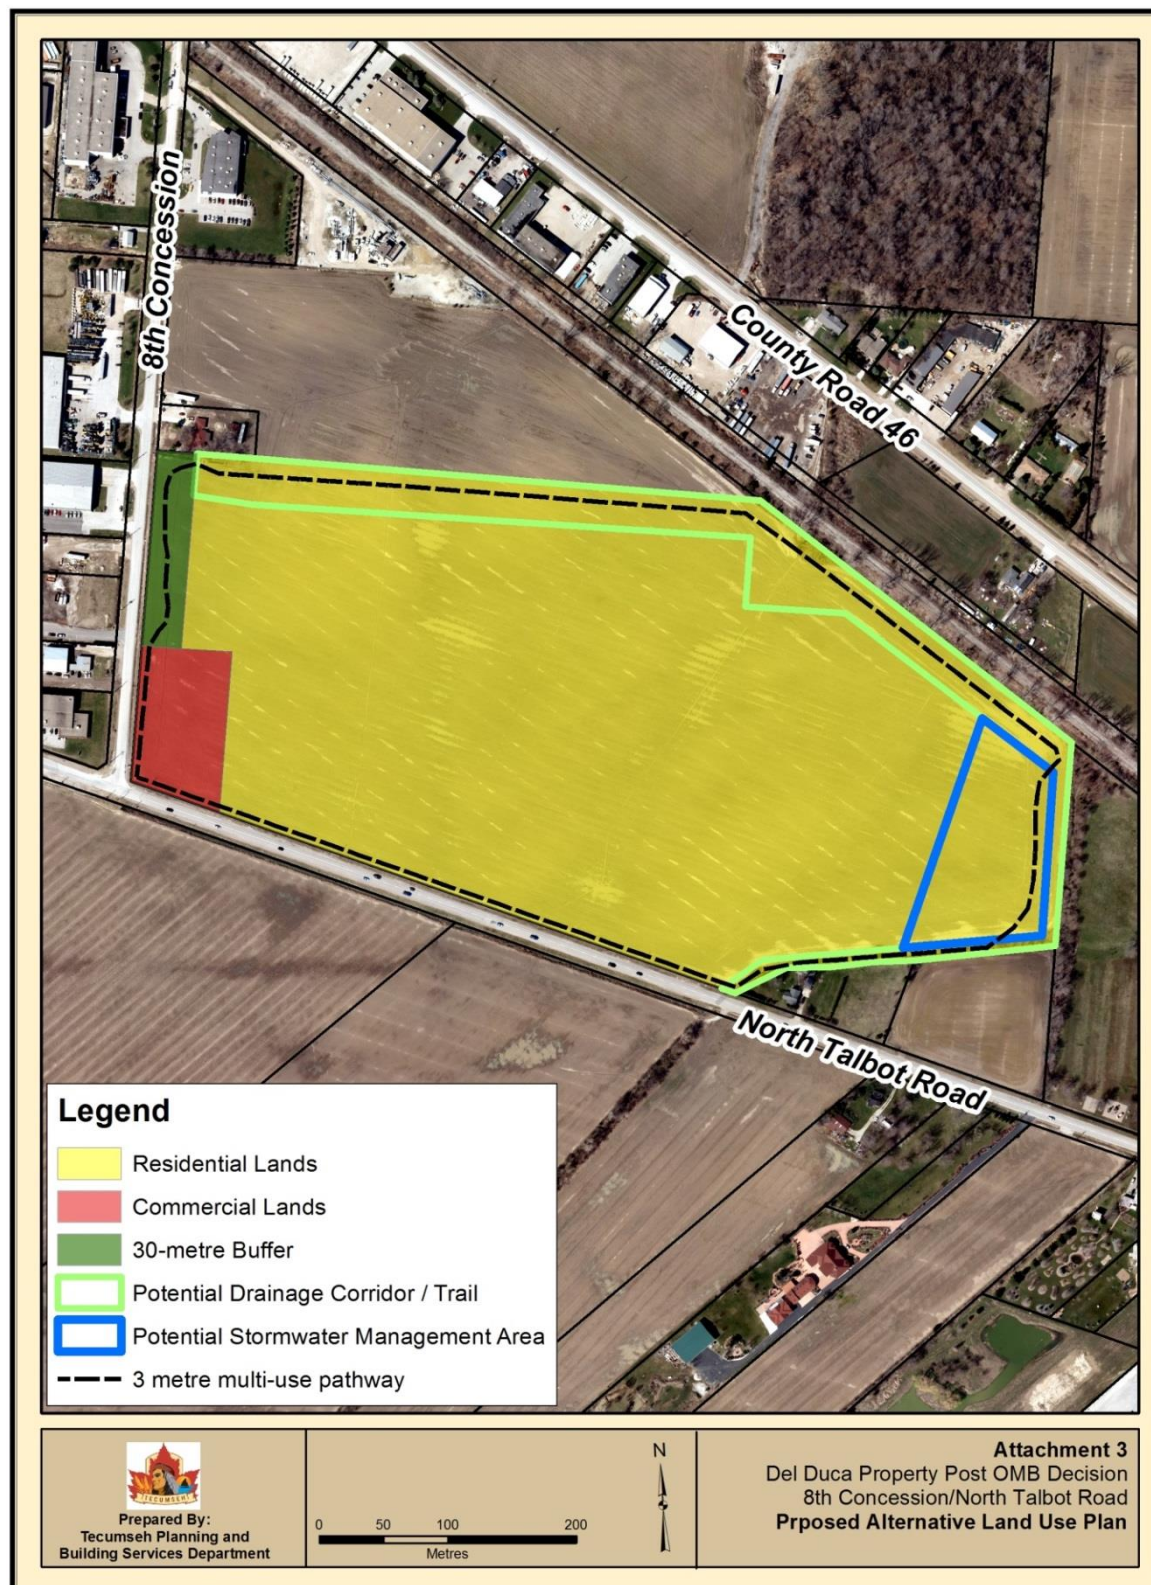 8th Concession
County Road 46
North Talbot Road
Legend
Residential Lands
Commercial Lands
30-metre Buffer
Potential Drainage Corridor / Trail
Potential Stormwater Management Area
3 metre multi-use pathway
TECUMSEH
Prepared By:
Tecumseh Planning and
Building Services Department
N
0 50 100 200
Metres
Attachment 3
Del Duca Property Post OMB Decision
8th Concession/North Talbot Road
Prposed Alternative Land Use Plan